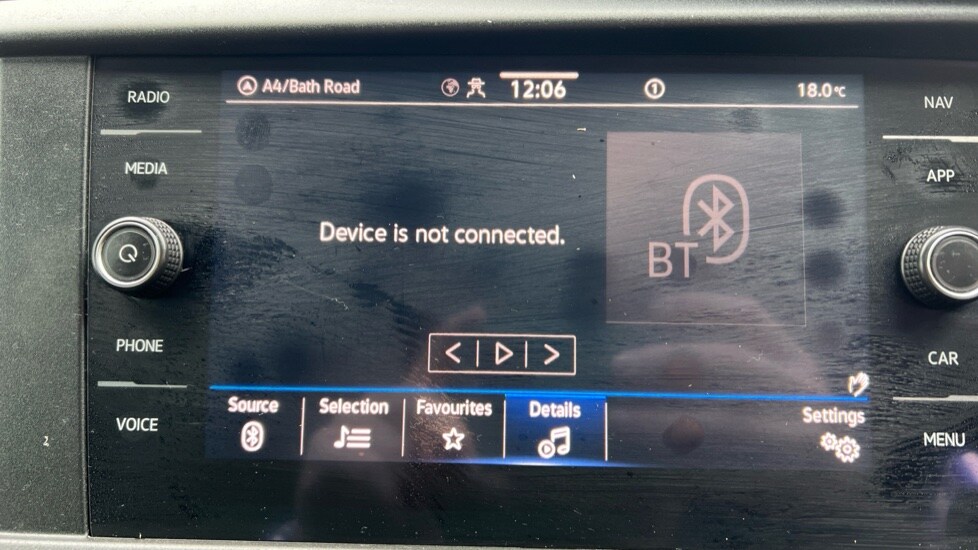 A4/Bath Road
12:06
1
18.0°C
RADIO
MEDIA
PHONE
VOICE
Device is not connected.
BT
Source
Selection
Favourites
Details
Settings
NAV
APP
CAR
MENU